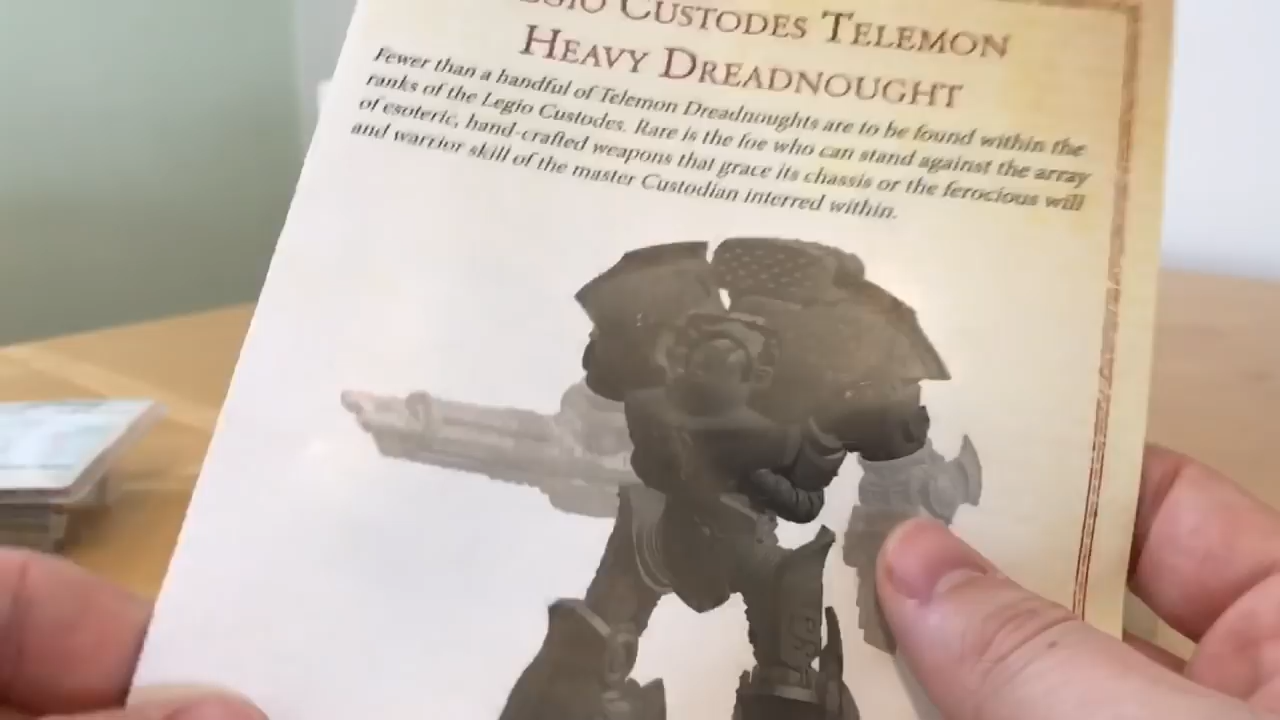 Custodes Telemon
Heavy Dreadnought
Fewer than a handful of Telemon Dreadnoughts are to be found within the
ranks of the Legio Custodes. Rare is the foe who can stand against the array
of esoteric, hand-crafted weapons that grace its chassis or the ferocious will
and warrior skill of the master Custodian interred within.